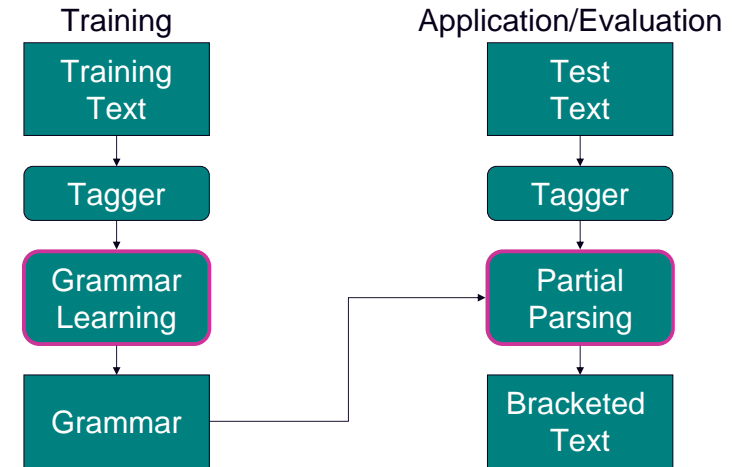 Training
Training
Text
Tagger
Grammar
Learning
Grammar
Application/Evaluation
Test
Text
Tagger
Partial
Parsing
Bracketed
Text